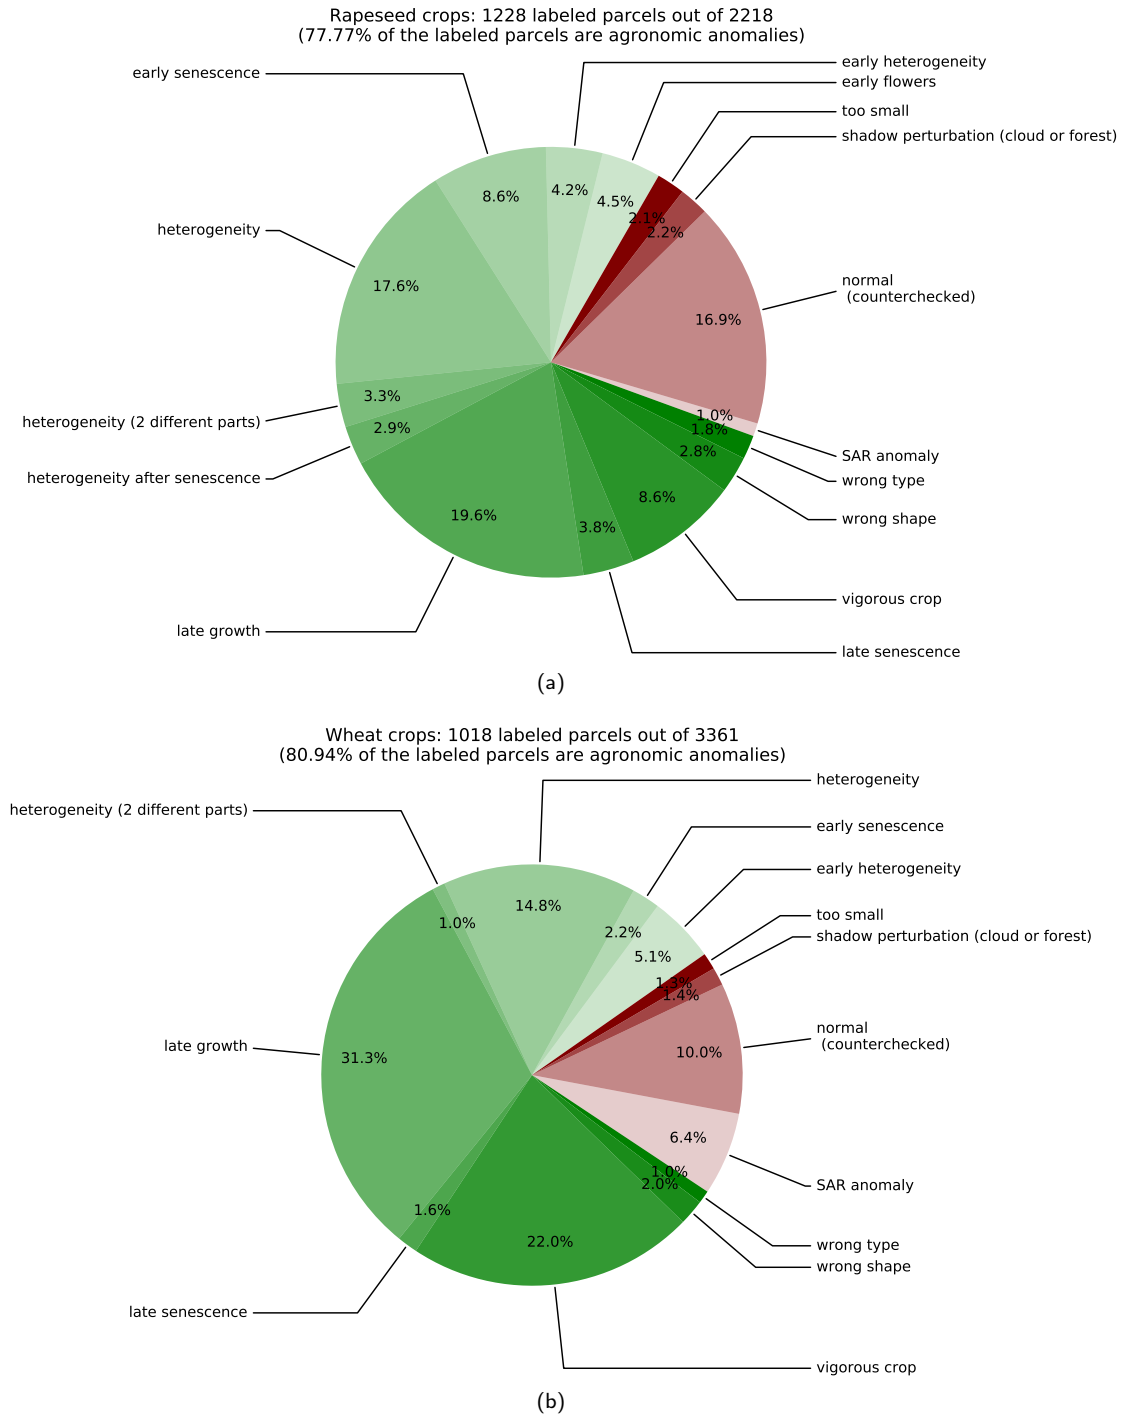 Rapeseed crops: 1228 labeled parcels out of 2218
(77.77% of the labeled parcels are agronomic anomalies)
early senescence
early heterogeneity
early flowers
too small
shadow perturbation (cloud or forest)
8.6%
4.2%
4.5%
2.1%
2.2%
heterogeneity
17.6%
normal
(counterchecked)
16.9%
3.3%
heterogeneity (2 different parts)
2.9%
1.0%
1.8%
2.8%
SAR anomaly
heterogeneity after senescence
wrong type
8.6%
19.6%
3.8%
wrong shape
vigorous crop
late growth
late senescence
(a)
Wheat crops: 1018 labeled parcels out of 3361
(80.94% of the labeled parcels are agronomic anomalies)
heterogeneity
heterogeneity (2 different parts)
early senescence
early heterogeneity
14.8%
too small
1.0%
2.2%
shadow perturbation (cloud or forest)
5.1%
1.3%
1.4%
normal
(counterchecked)
late growth
31.3%
10.0%
6.4%
1.0%
2.0%
SAR anomaly
1.6%
22.0%
wrong type
wrong shape
late senescence
vigorous crop
(b)